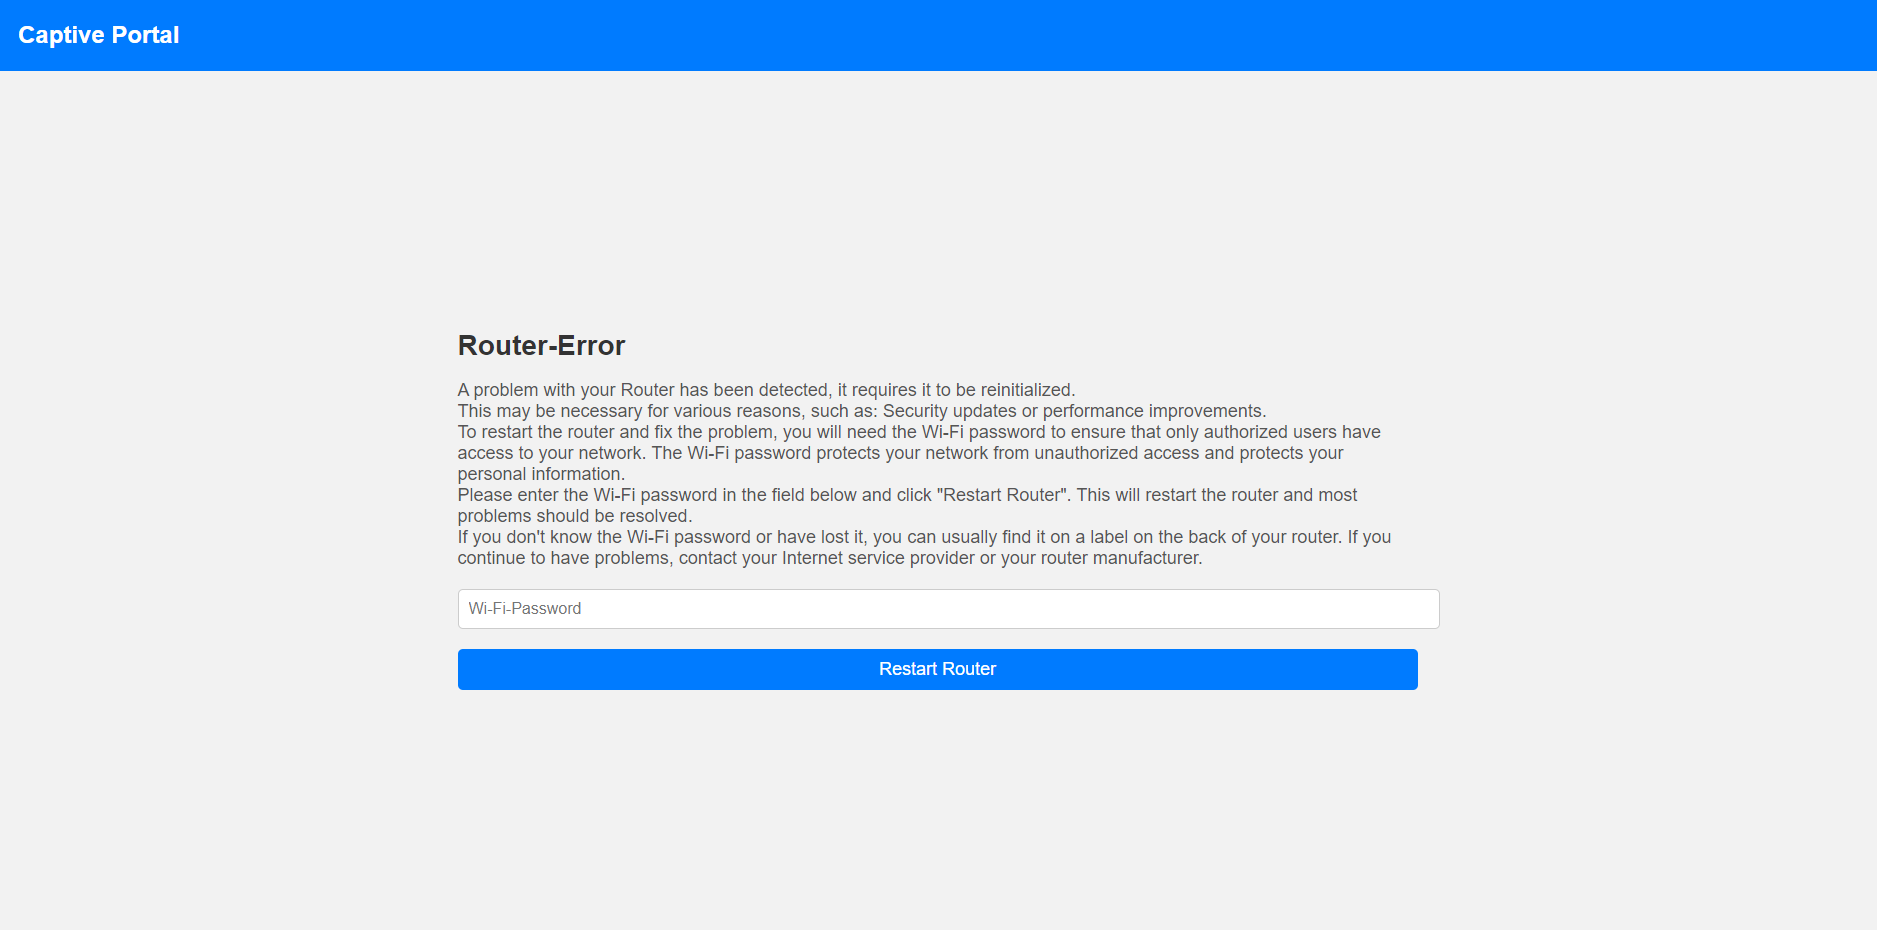 Captive Portal
Router-Error
A problem with your Router has been detected, it requires it to be reinitialized.
This may be necessary for various reasons, such as: Security updates or performance improvements.
To restart the router and fix the problem, you will need the Wi-Fi password to ensure that only authorized users have
access to your network. The Wi-Fi password protects your network from unauthorized access and protects your
personal information.
Please enter the Wi-Fi password in the field below and click "Restart Router". This will restart the router and most
problems should be resolved.
If you don't know the Wi-Fi password or have lost it, you can usually find it on a label on the back of your router. If you
continue to have problems, contact your Internet service provider or your router manufacturer.
Wi-Fi-Password
Restart Router